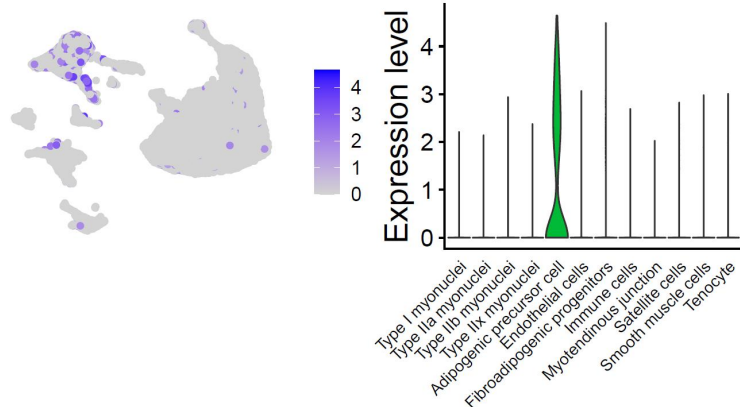 4
3
2
1
0
Expression level
4
3
2
1
0
Type I myonuclei
Type IIa myonuclei
Type IIb myonuclei
Type IIx myonuclei
Adipogenic precursor cell
Endothelial cells
Fibroadipogenic progenitors
Immune cells
Myotendinous junction
Satellite cells
Smooth muscle cells
Tenocyte